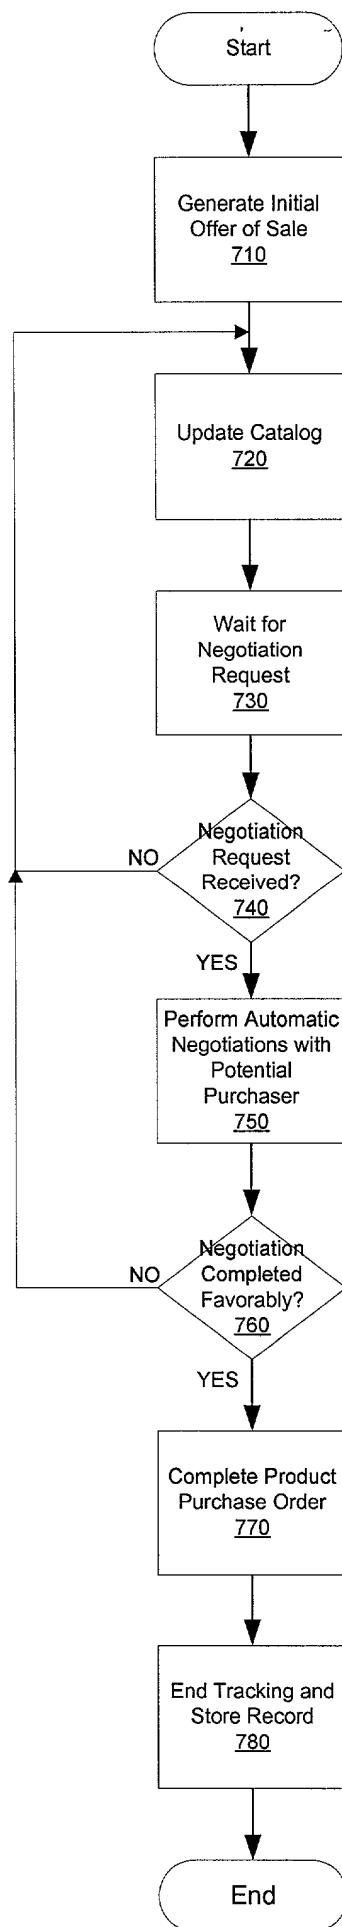 Start
Generate Initial
Offer of Sale
710
Update Catalog
720
Wait for
Negotiation
Request
730
Negotiation
Request
Received?
740
NO
YES
Perform Automatic
Negotiations with
Potential
Purchaser
750
Negotiation
Completed
Favorably?
760
NO
YES
Complete Product
Purchase Order
770
End Tracking and
Store Record
780
End